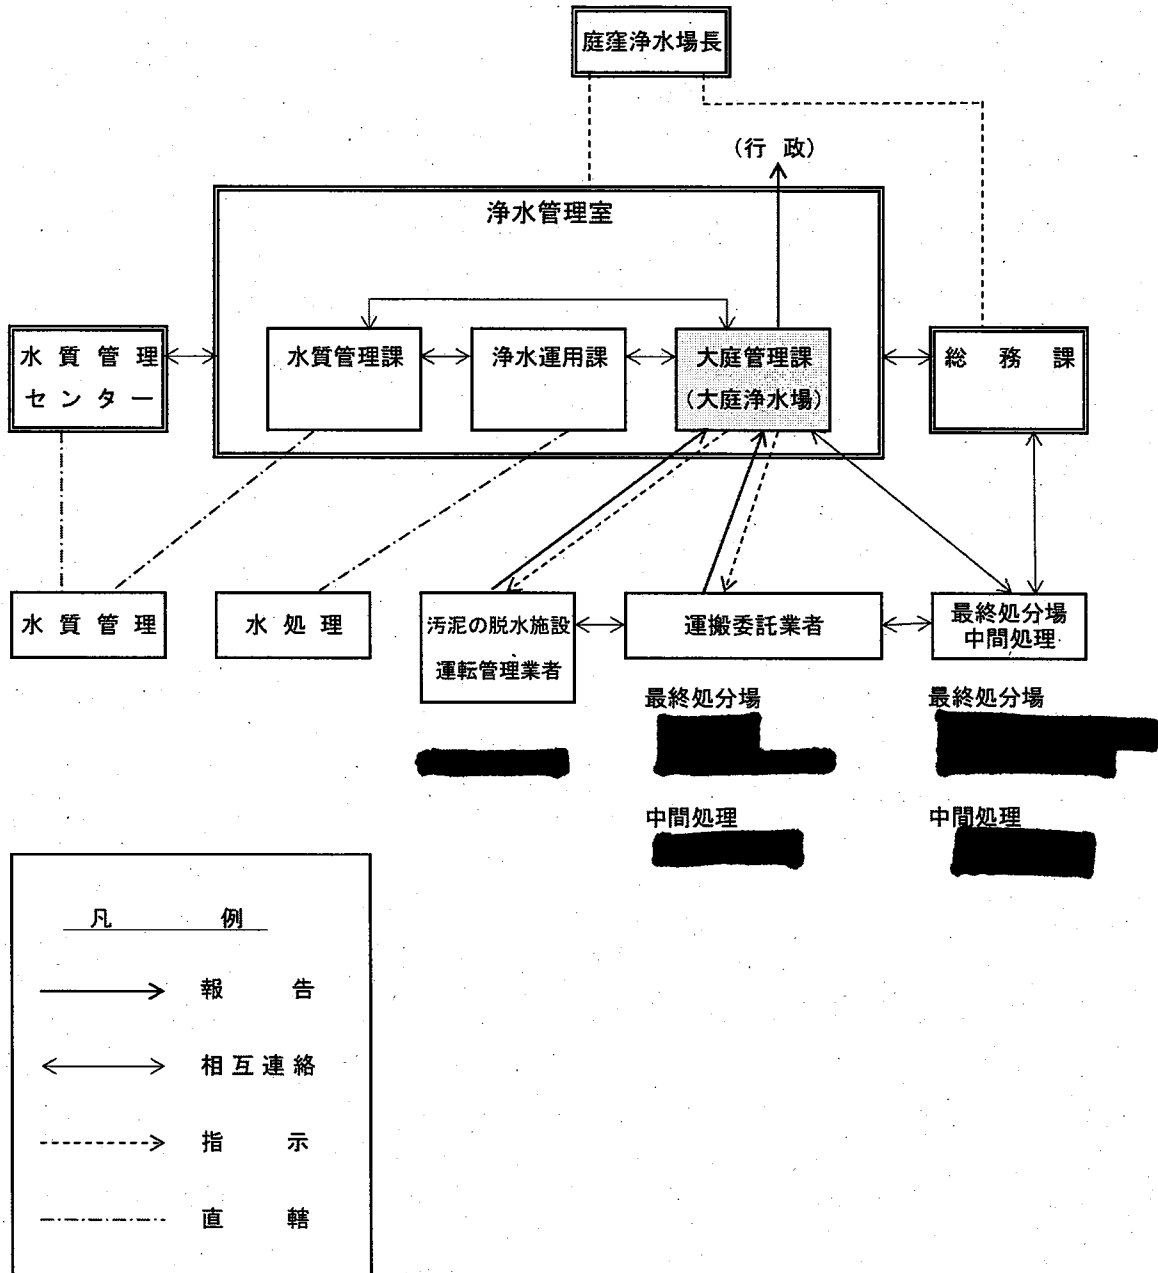 庭窪浄水場長
（行 政）
浄水管理室
水 質 管 理
セ ン タ ー
水質管理課
浄水運用課
大庭管理課
（大庭浄水場）
総 務 課
水 質 管 理
水 処 理
汚泥の脱水施設
運転管理業者
運搬委託業者
最終処分場
中間処理
最終処分場
中間処理
最終処分場
中間処理
凡 例
報 告
相 互 連 絡
指 示
直 轄